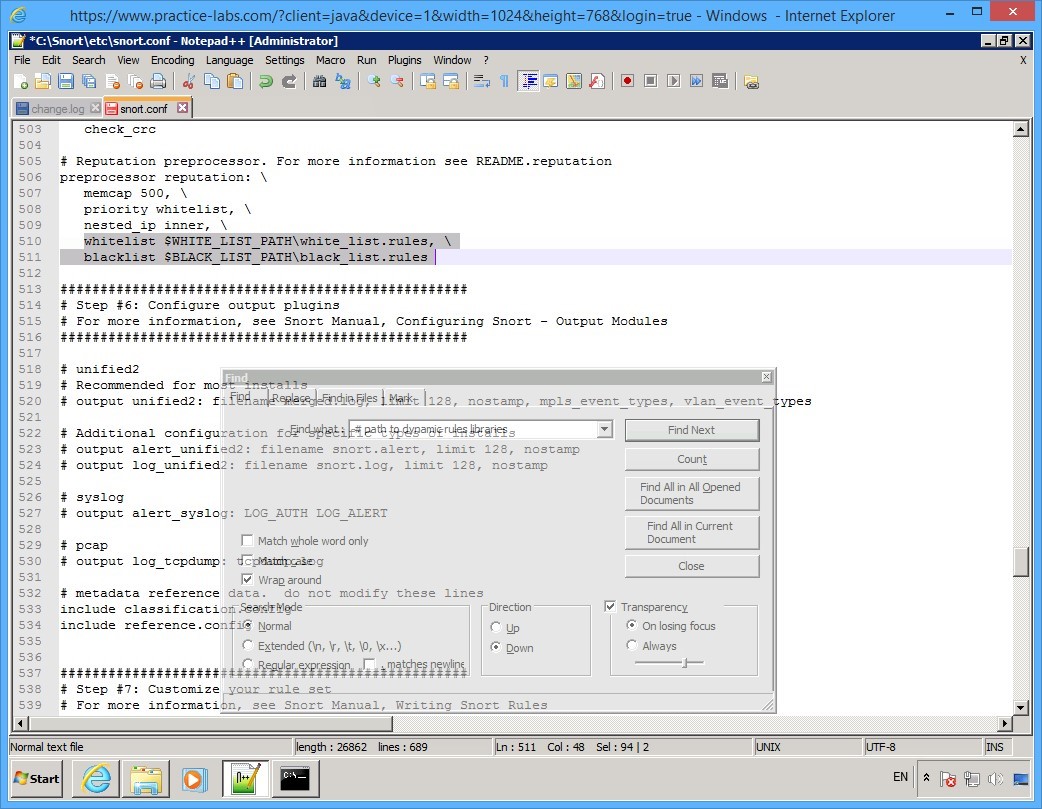 https://www.practice-labs.com/?client=java&device=1&width=1024&height=768&login=true - Windows - Internet Explorer
*C:\Snort\etc\snort.conf - Notepad++ [Administrator]
File Edit Search View Encoding Language Settings Macro Run Plugins Window ? X
change.log snort.conf
503 check_crc
504
505 # Reputation preprocessor. For more information see README.reputation
506 preprocessor reputation: \
507 memcap 500, \
508 priority whitelist, \
509 nested_ip inner, \
510 whitelist $WHITE_LIST_PATH\white_list.rules, \
511 blacklist $BLACK_LIST_PATH\black_list.rules
512
513 ###################################################
514 # Step #6: Configure output plugins
515 # For more information, see Snort Manual, Configuring Snort - Output Modules
516 ###################################################
517
518 # unified2
519 # Recommended for most installs
520 # output unified2: filename merged.log, limit 128, nostamp, mpls_event_types, vlan_event_types
521
522 # Additional configuration for specific types of installs
523 # output alert_unified2: filename snort.alert, limit 128, nostamp
524 # output log_unified2: filename snort.log, limit 128, nostamp
525
526 # syslog
527 # output alert_syslog: LOG_AUTH LOG_ALERT
528
529 # pcap
530 # output log_tcpdump: tcpdump.log
531
532 # metadata reference data. do not modify these lines
533 include classification.config
534 include reference.config
535
536
537 ###################################################
538 # Step #7: Customize your rule set
539 # For more information, see Snort Manual, Writing Snort Rules
Find
Find Replace Find in Files Mark
Find what : # path to dynamic rules libraries
Find Next
Count
Find All in All Opened
Documents
Find All in Current
Document
Close
Match whole word only
Match case
Wrap around
Search Mode
Normal
Extended (\n, \r, \t, \0, \x...)
Regular expression . matches newline
Direction
Up
Down
Transparency
On losing focus
Always
Normal text file length : 26862 lines : 689 Ln : 511 Col : 48 Sel : 94 | 2 UNIX UTF-8 INS
Start EN